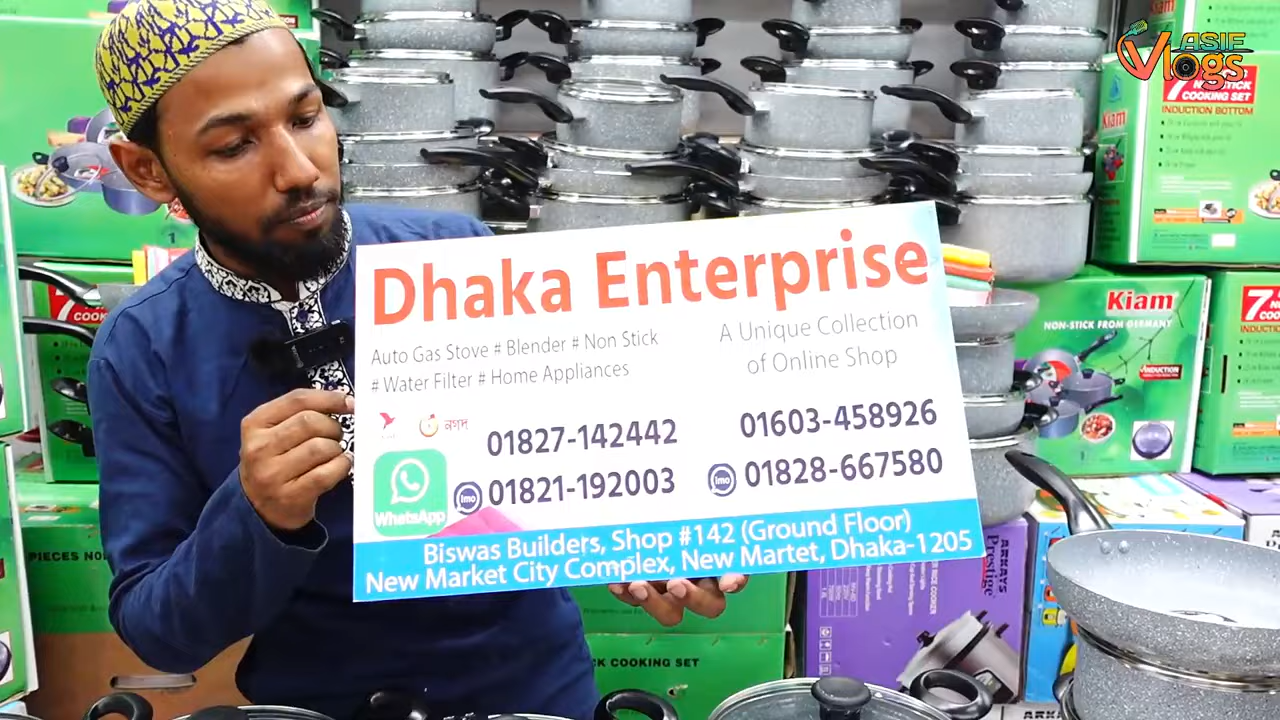 ASIF
Vlogs
Dhaka Enterprise
Auto Gas Stove # Blender # Non Stick
# Water Filter # Home Appliances
A Unique Collection
of Online Shop
নগদ
01827-142442
01603-458926
WhatsApp
imo 01821-192003
imo 01828-667580
Biswas Builders, Shop #142 (Ground Floor)
New Market City Complex, New Martet, Dhaka-1205
Kiam
NON-STICK FROM GERMANY
INDUCTION
Kiam
COOKING SET
INDUCTION BOTTOM
CK COOKING SET
ARKAY'S
Prestige